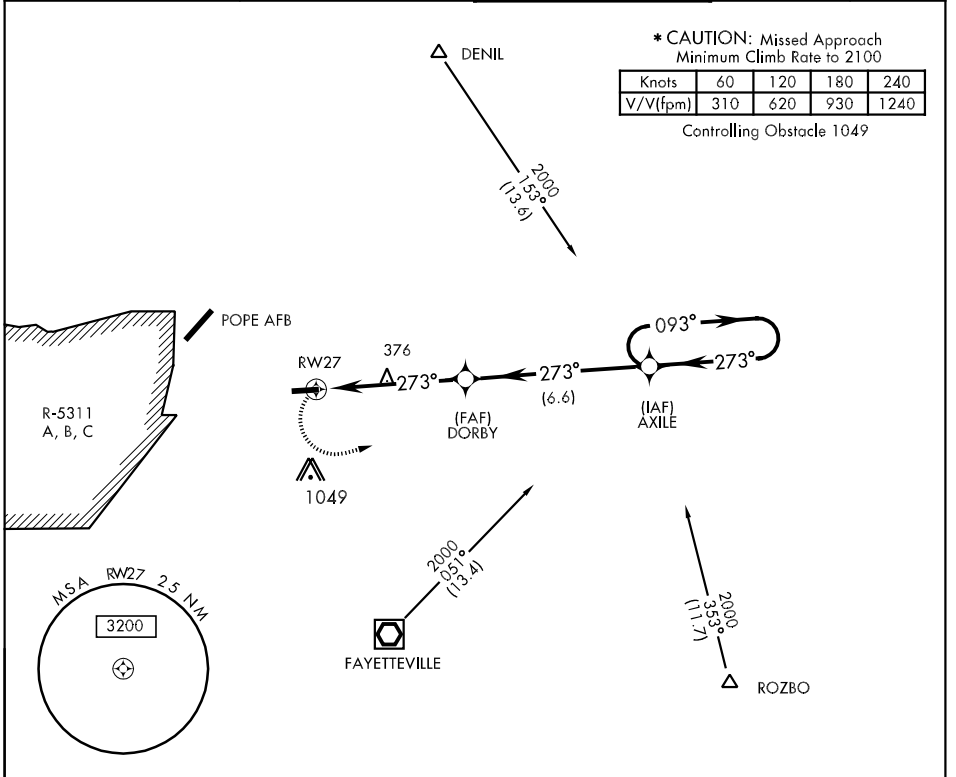 DENIL
* CAUTION: Missed Approach
Minimum Climb Rate to 2100
Knots 60 120 180 240
V/V(fpm) 310 620 930 1240
Controlling Obstacle 1049
2000
153°
(13.6)
POPE AFB
R-5311
A, B, C
RW27
376
273°
273°
(6.6)
093°
273°
(FAF)
DORBY
(IAF)
AXILE
1049
2000
051°
(13.4)
FAYETTEVILLE
2000
353°
(11.7)
ROZBO
MSA RW27 25 NM
3200